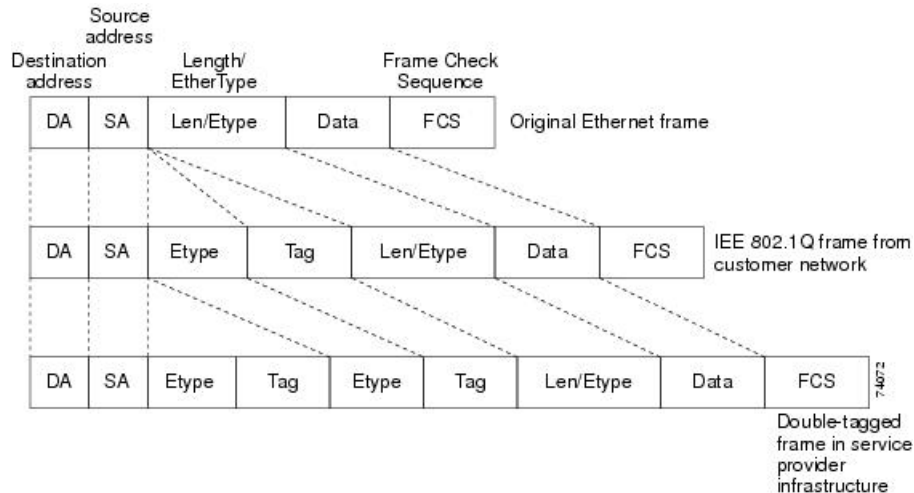 Source
address
Destination
address
Length/
EtherType
Frame Check
Sequence
DA SA Len/Etype Data FCS Original Ethernet frame
DA SA Etype Tag Len/Etype Data FCS IEE 802.1Q frame from
customer network
DA SA Etype Tag Etype Tag Len/Etype Data FCS 74072
Double-tagged
frame in service
provider
infrastructure